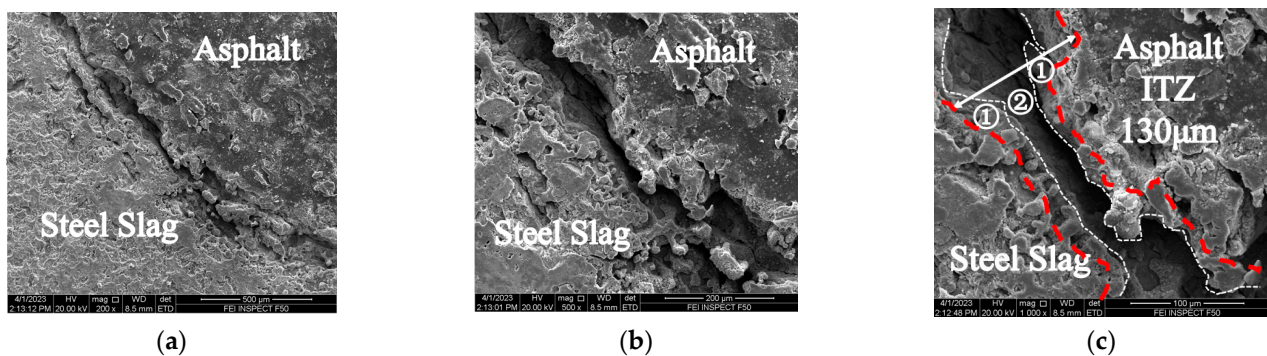 Asphalt
Steel Slag
4/1/2023 HV mag □ WD det 500 µm
2:13:12 PM 20.00 kV 200 x 8.5 mm ETD FEI INSPECT F50
(a)
Asphalt
Steel Slag
4/1/2023 HV mag □ WD det 200 µm
2:13:01 PM 20.00 kV 500 x 8.5 mm ETD FEI INSPECT F50
(b)
Asphalt
ITZ
130µm
①
②
①
Steel Slag
4/1/2023 HV mag □ WD det 100 µm
2:12:48 PM 20.00 kV 1 000 x 8.5 mm ETD FEI INSPECT F50
(c)